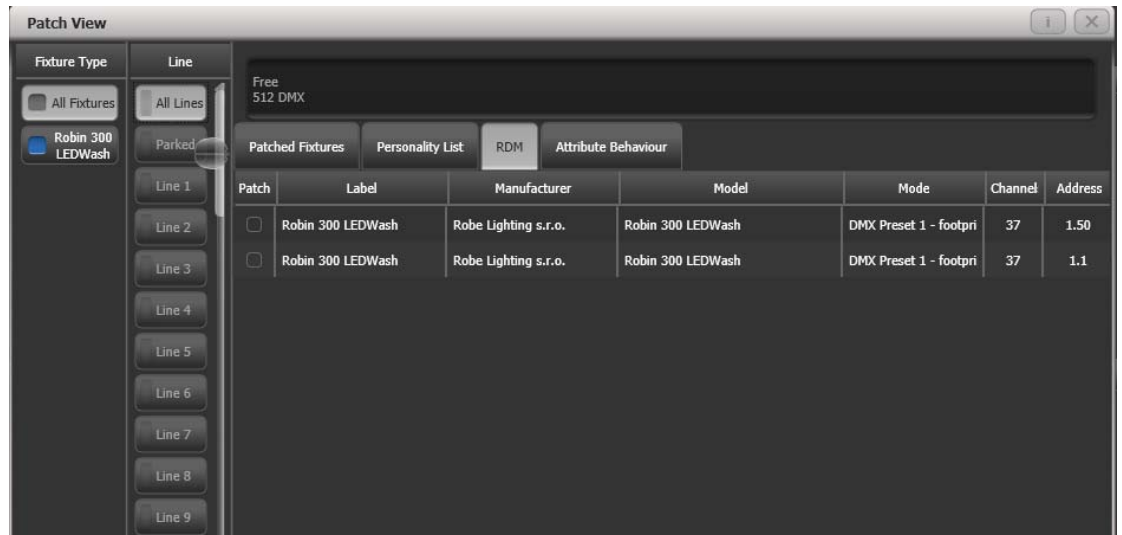 Patch View
i
X
Fixture Type
Line
All Fixtures
Robin 300
LEDWash
All Lines
Parked
Line 1
Line 2
Line 3
Line 4
Line 5
Line 6
Line 7
Line 8
Line 9
Free
512 DMX
Patched Fixtures Personality List RDM Attribute Behaviour
Patch Label Manufacturer Model Mode Channel Address
Robin 300 LEDWash Robe Lighting s.r.o. Robin 300 LEDWash DMX Preset 1 - footpri 37 1.50
Robin 300 LEDWash Robe Lighting s.r.o. Robin 300 LEDWash DMX Preset 1 - footpri 37 1.1